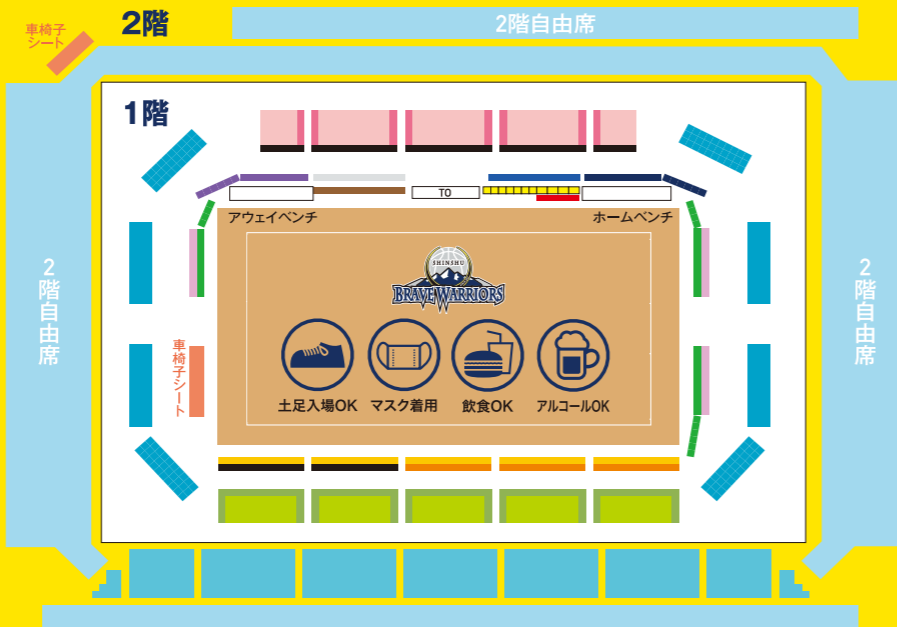 車椅子
シート
2階
2階自由席
1階
TO
アウェイベンチ
ホームベンチ
SHINSHU
BRAVE WARRIORS
2階自由席
2階自由席
車椅子シート
土足入場OK
マスク着用
飲食OK
アルコールOK